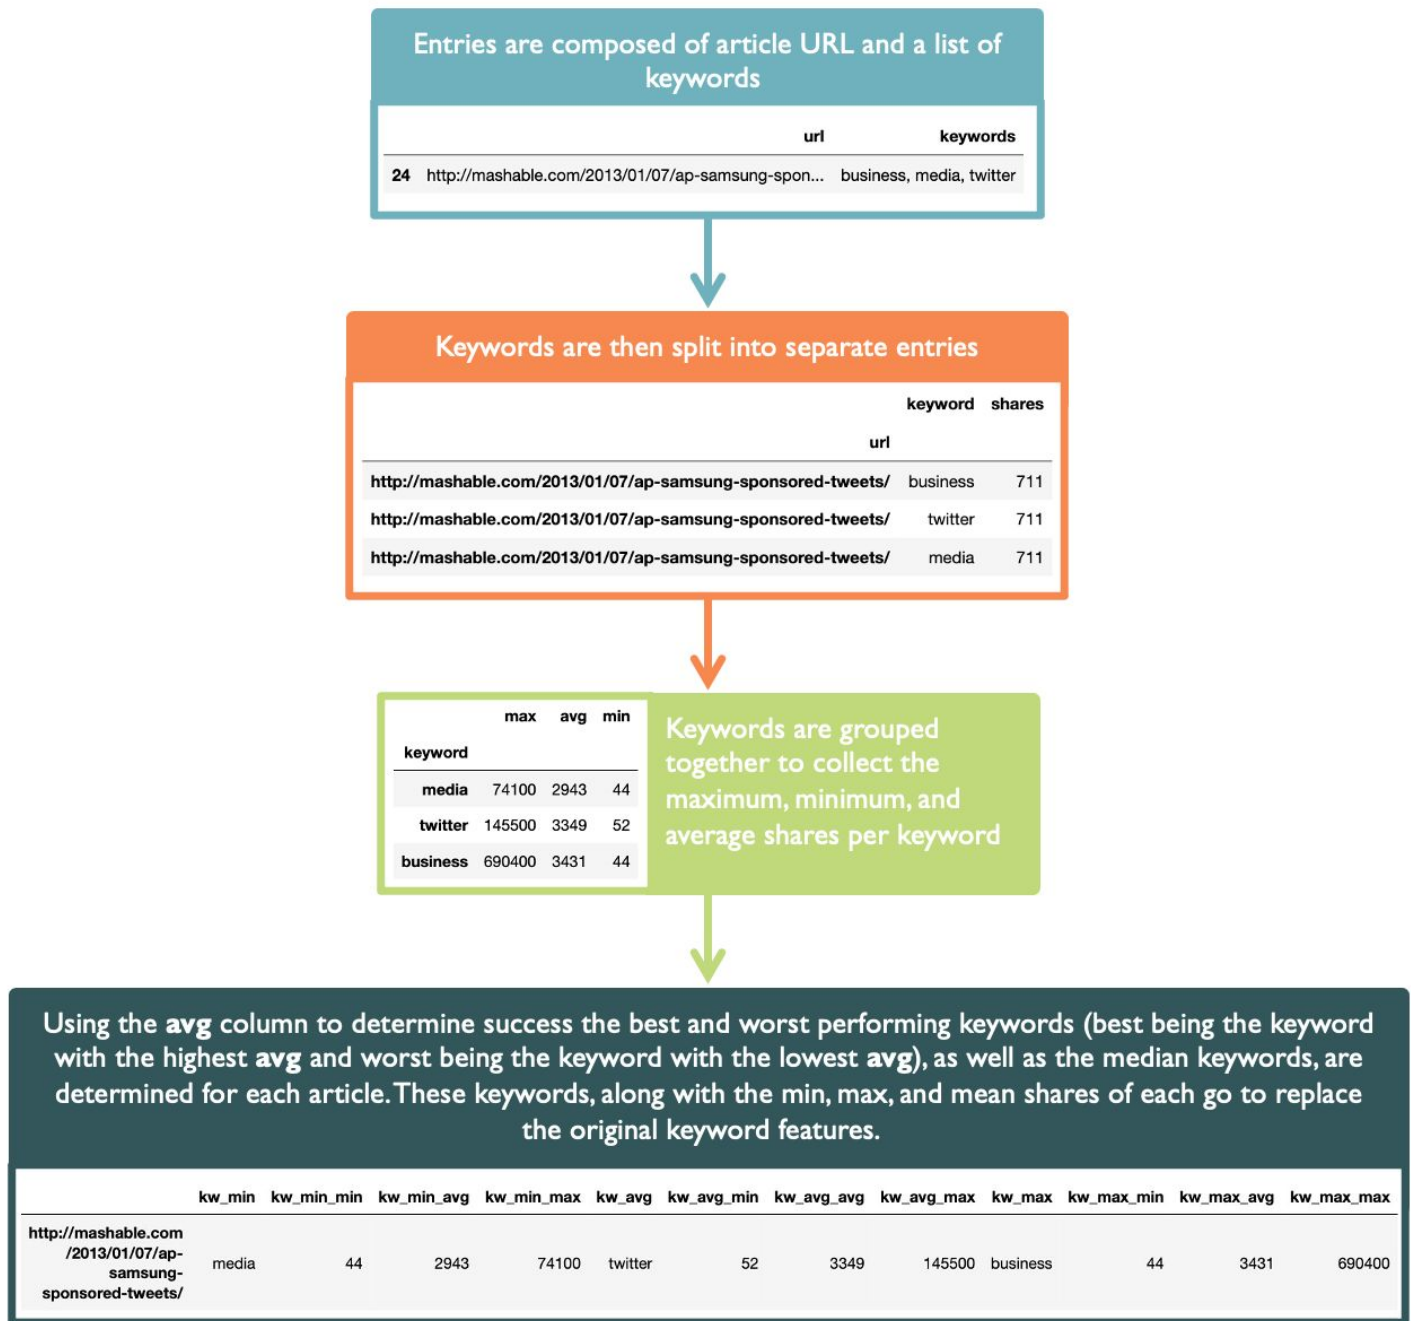 Entries are composed of article URL and a list of
keywords
url keywords
24 http://mashable.com/2013/01/07/ap-samsung-spon... business, media, twitter
Keywords are then split into separate entries
keyword shares
url
http://mashable.com/2013/01/07/ap-samsung-sponsored-tweets/ business 711
http://mashable.com/2013/01/07/ap-samsung-sponsored-tweets/ twitter 711
http://mashable.com/2013/01/07/ap-samsung-sponsored-tweets/ media 711
max avg min
keyword
media 74100 2943 44
twitter 145500 3349 52
business 690400 3431 44
Keywords are grouped
together to collect the
maximum, minimum, and
average shares per keyword
Using the avg column to determine success the best and worst performing keywords (best being the keyword
with the highest avg and worst being the keyword with the lowest avg), as well as the median keywords, are
determined for each article. These keywords, along with the min, max, and mean shares of each go to replace
the original keyword features.
kw_min kw_min_min kw_min_avg kw_min_max kw_avg kw_avg_min kw_avg_avg kw_avg_max kw_max kw_max_min kw_max_avg kw_max_max
http://mashable.com
/2013/01/07/ap-
samsung-
sponsored-tweets/
media 44 2943 74100 twitter 52 3349 145500 business 44 3431 690400